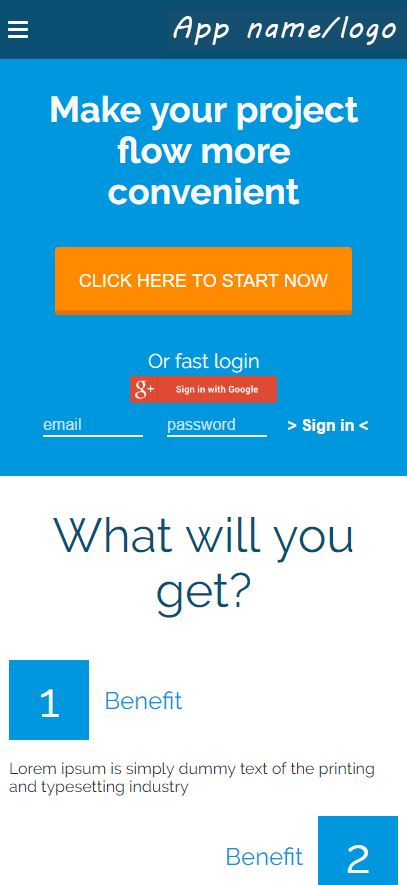 App name/logo
Make your project
flow more
convenient
CLICK HERE TO START NOW
Or fast login
g+ Sign in with Google
email password > Sign in <
What will you
get?
1 Benefit
Lorem ipsum is simply dummy text of the printing
and typesetting industry
Benefit 2